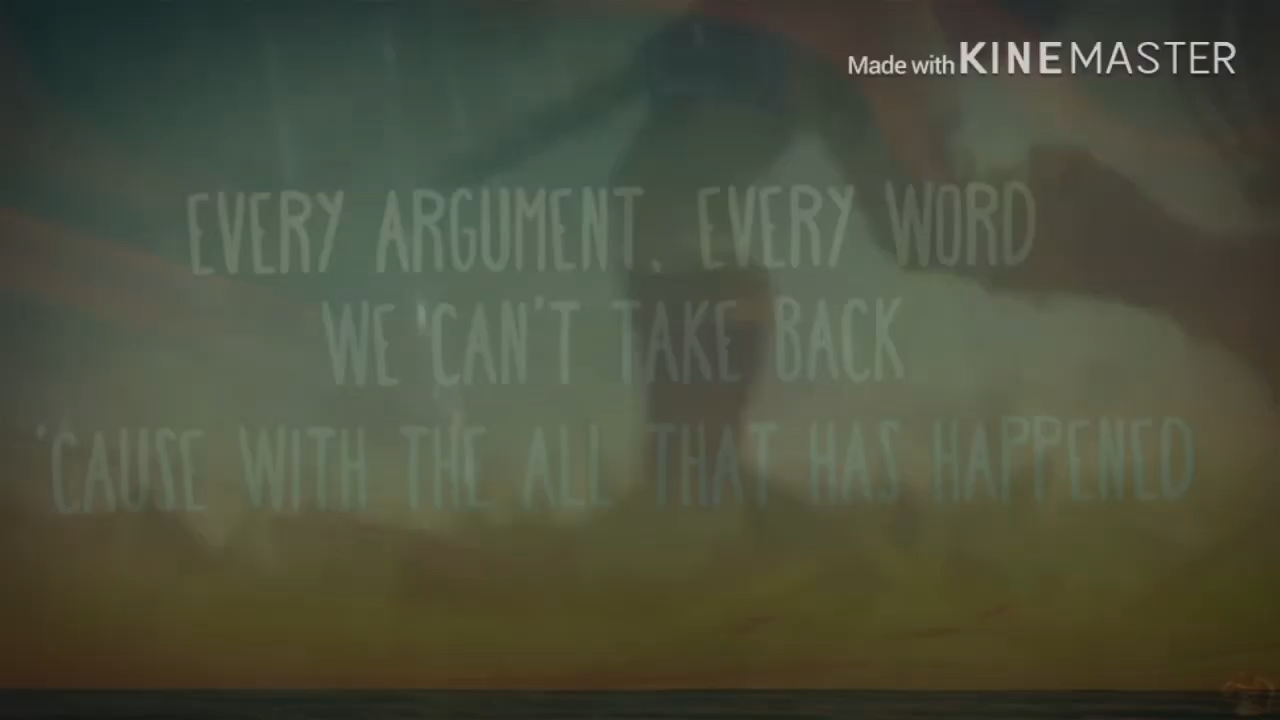 Made with KINEMASTER
EVERY ARGUMENT, EVERY WORD
WE CAN'T TAKE BACK
'CAUSE WITH THE ALL THAT HAS HAPPENED